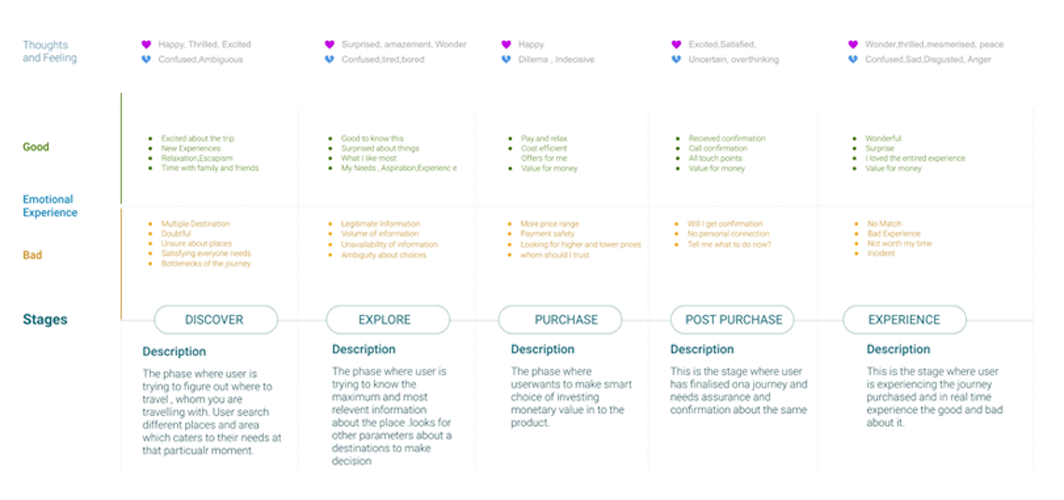 Thoughts
and Feeling
Happy, Thrilled, Excited
Confused,Ambiguous
Surprised, amazement, Wonder
Confused,tired,bored
Happy
Dillema , Indecisive
Excited,Satisfied,
Uncertain, overthinking
Wonder,thrilled,mesmerised, peace
Confused,Sad,Disgusted, Anger
Good
Excited about the trip
New Experiences
Relaxation,Escapism
Time with family and friends
Good to know this
Surprised about things
What I like most
My Needs , Aspiration,Experienc e
Pay and relax
Cost efficient
Offers for me
Value for money
Recieved confirmation
Call confirmation
All touch points
Value for money
Wonderful
Surprise
I loved the entired experience
Value for money
Emotional
Experience
Bad
Multiple Destination
Doubtful
Unsure about places
Satisfying everyone needs
Bottlenecks of the journey
Legitimate Information
Volume of information
Unavailability of information
Ambiguity about choices
More price range
Payment safety
Looking for higher and lower prices
whom should I trust
Will I get confirmation
No personal connection
Tell me what to do now?
No Match
Bad Experience
Not worth my time
Incident
Stages
DISCOVER
EXPLORE
PURCHASE
POST PURCHASE
EXPERIENCE
Description
The phase where user is
trying to figure out where to
travel , whom you are
travelling with. User search
different places and area
which caters to their needs at
that particualr moment.
Description
The phase where user is
trying to know the
maximum and most
relevent information
about the place .looks for
other parameters about a
destinations to make
decision
Description
The phase where
userwants to make smart
choice of investing
monetary value in to the
product.
Description
This is the stage where user
has finalised ona journey and
needs assurance and
confirmation about the same
Description
This is the stage where user
is experiencing the journey
purchased and in real time
experience the good and bad
about it.